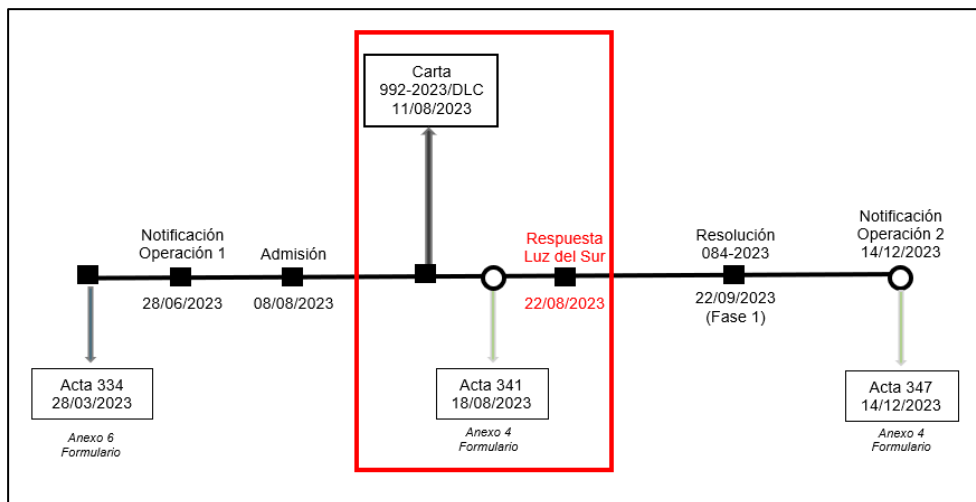 Carta
992-2023/DLC
11/08/2023
Notificación
Operación 1
28/06/2023
Admisión
08/08/2023
Respuesta
Luz del Sur
22/08/2023
Resolución
084-2023
22/09/2023
(Fase 1)
Notificación
Operación 2
14/12/2023
Acta 334
28/03/2023
Anexo 6
Formulario
Acta 341
18/08/2023
Anexo 4
Formulario
Acta 347
14/12/2023
Anexo 4
Formulario